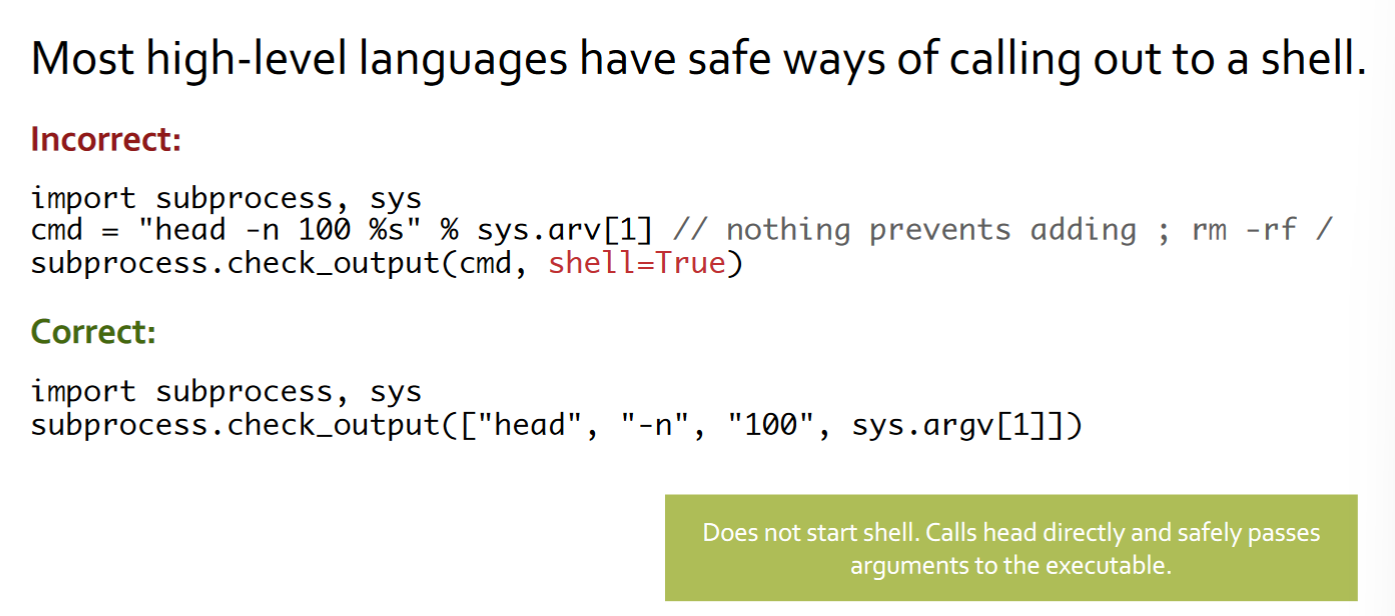 Most high-level languages have safe ways of calling out to a shell.
Incorrect:
import subprocess, sys
cmd = "head -n 100 %s" % sys.arv[1] // nothing prevents adding ; rm -rf /
subprocess.check_output(cmd, shell=True)
Correct:
import subprocess, sys
subprocess.check_output(["head", "-n", "100", sys.argv[1]])
Does not start shell. Calls head directly and safely passes
arguments to the executable.